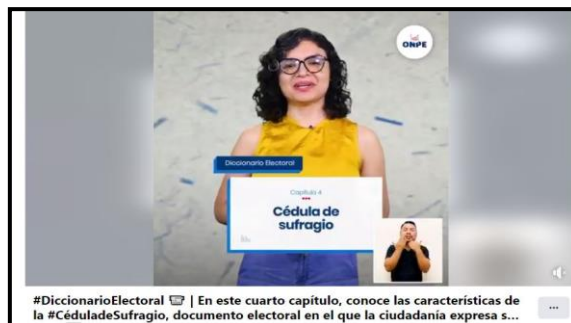 ONPE
Diccionario Electoral
Capítulo 4
Cédula de
sufragio
#DiccionarioElectoral 🗳 | En este cuarto capítulo, conoce las características de
la #CéduladeSufragio, documento electoral en el que la ciudadanía expresa s...